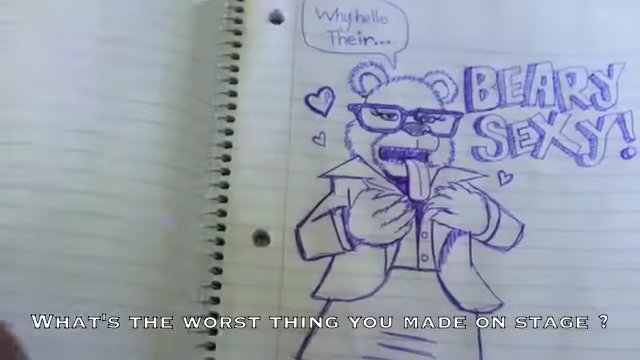 Why hello
Their...
BEARY
SEXY!
WHAT'S THE WORST THING YOU MADE ON STAGE ?